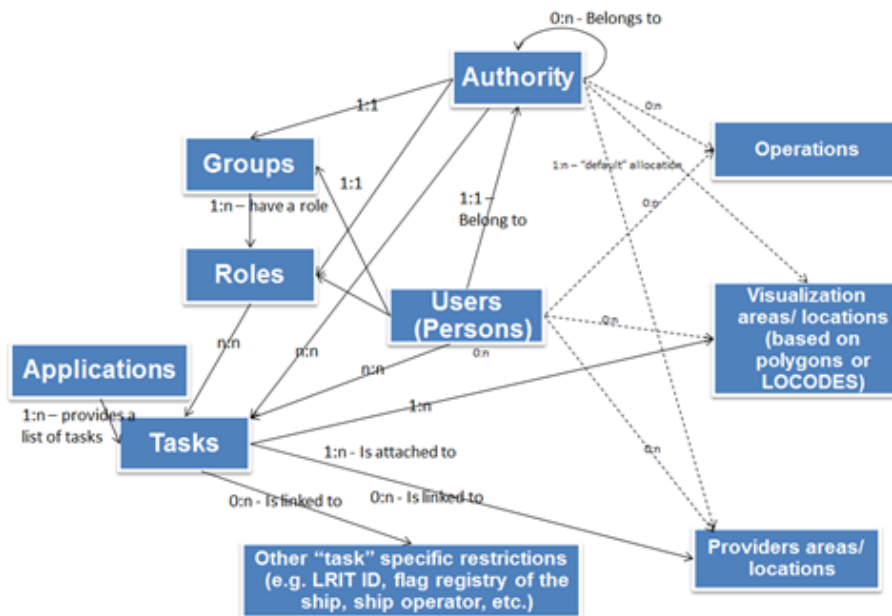 0:n - Belongs to
Authority
1:1
0:n
Groups
Operations
1:n – "default" allocation
1:1
0:n
1:n – have a role
1:1 –
Belong to
Roles
Users
(Persons)
Visualization
areas/ locations
(based on
polygons or
LOCODES)
0:n
n:n
n:n
0:n
Applications
n:n
1:n
1:n – provides a
list of tasks
Tasks
1:n - Is attached to
0:n
0:n - Is linked to
0:n - Is linked to
Providers areas/
locations
Other "task" specific restrictions
(e.g. LRIT ID, flag registry of the
ship, ship operator, etc.)